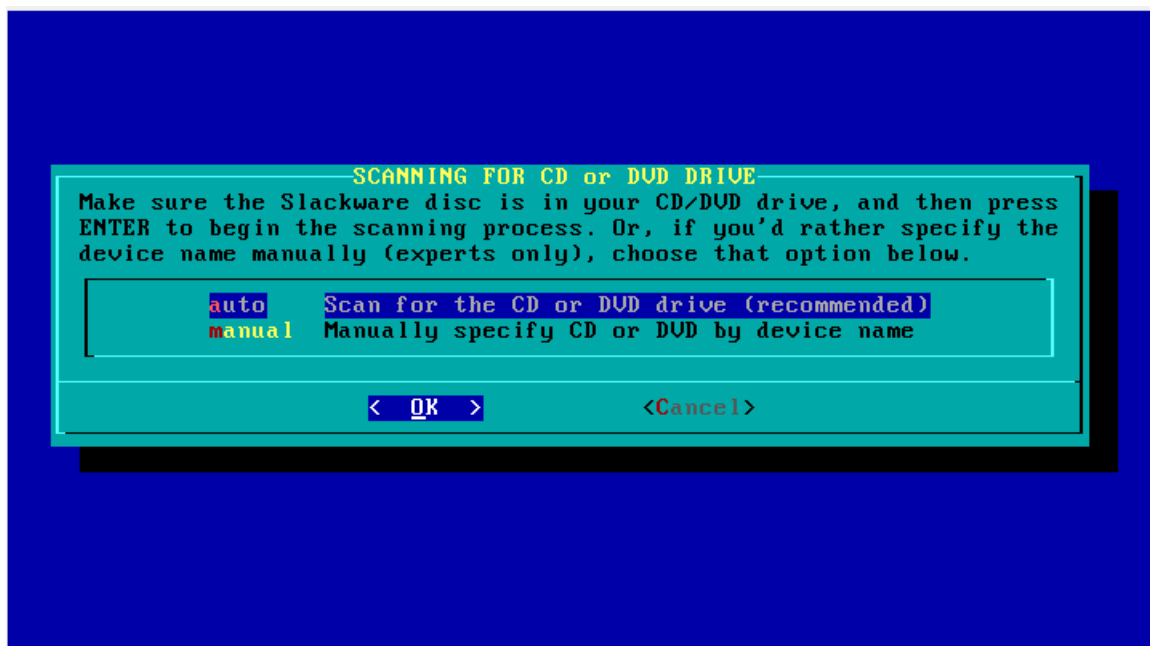 SCANNING FOR CD or DVD DRIVE
Make sure the Slackware disc is in your CD/DVD drive, and then press
ENTER to begin the scanning process. Or, if you'd rather specify the
device name manually (experts only), choose that option below.
auto Scan for the CD or DVD drive (recommended)
manual Manually specify CD or DVD by device name
< OK > <Cancel>